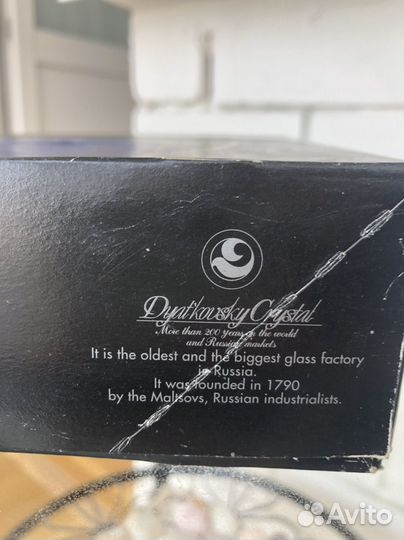 Dyat'kovsky Crystal
More than 200 years in the world
and Russian markets
It is the oldest and the biggest glass factory
in Russia.
It was founded in 1790
by the Maltsovs, Russian industrialists.
Avito